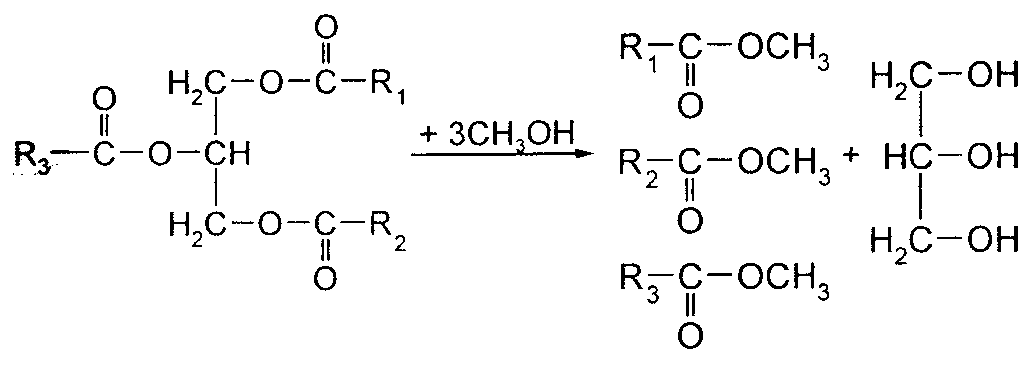 O
H₂C—O—C—R₁
O
R₃—C—O—CH
H₂C—O—C—R₂
O
+ 3CH₃OH
R₁—C—OCH₃
O
R₂—C—OCH₃
O
R₃—C—OCH₃
O
+
H₂C—OH
HC—OH
H₂C—OH